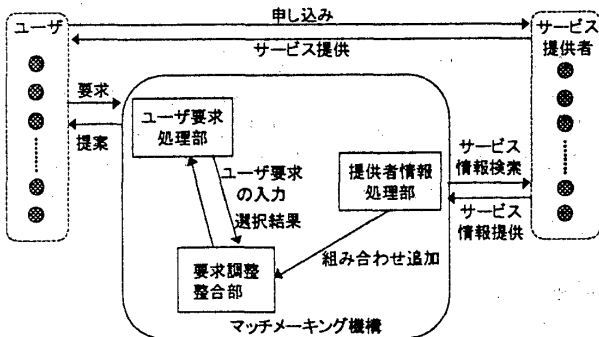 申し込み
ユーザ
サービス
提供者
サービス提供
要求
提案
ユーザ要求
処理部
ユーザ要求
の入力
選択結果
提供者情報
処理部
サービス
情報検索
サービス
情報提供
組み合わせ追加
要求調整
整合部
マッチメーキング機構